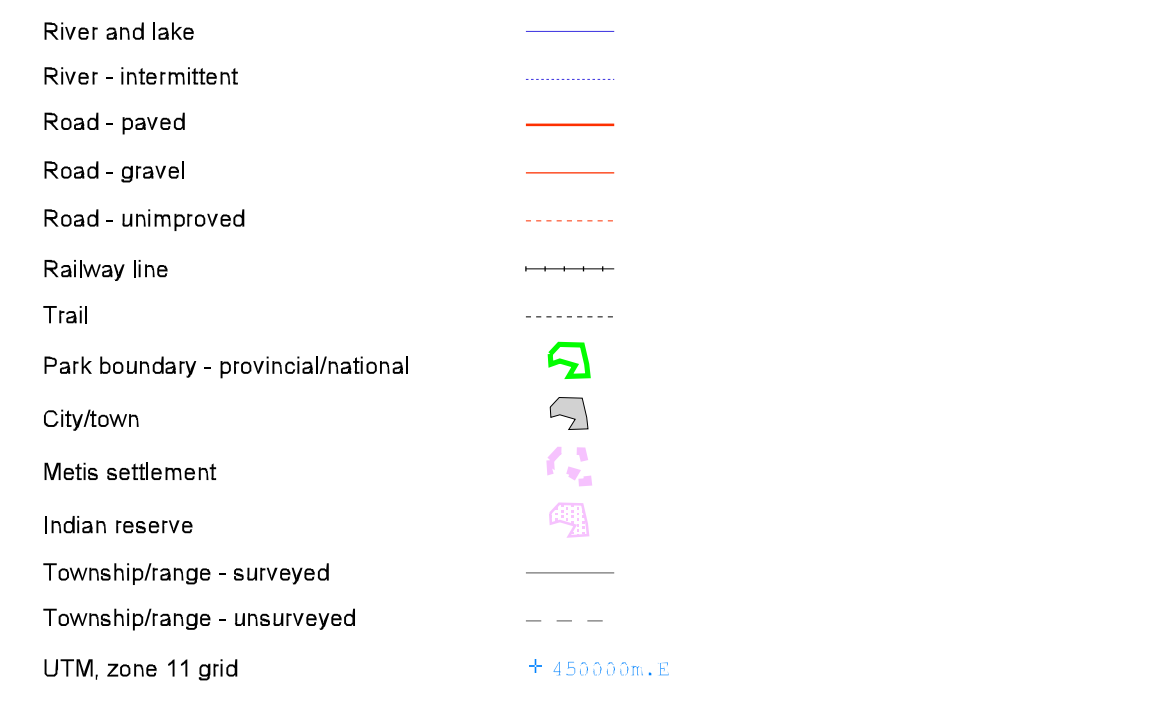 River and lake
River - intermittent
Road - paved
Road - gravel
Road - unimproved
Railway line
Trail
Park boundary - provincial/national
City/town
Metis settlement
Indian reserve
Township/range - surveyed
Township/range - unsurveyed
UTM, zone 11 grid 450000m.E